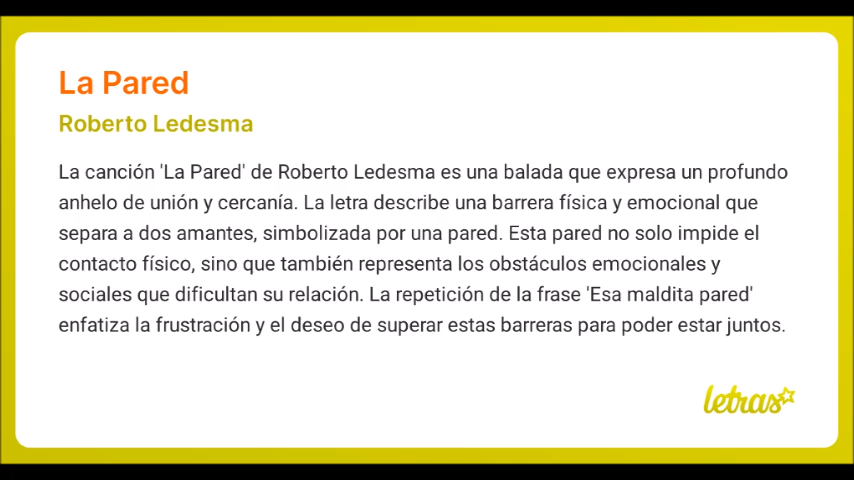 La Pared
Roberto Ledesma
La canción 'La Pared' de Roberto Ledesma es una balada que expresa un profundo
anhelo de unión y cercanía. La letra describe una barrera física y emocional que
separa a dos amantes, simbolizada por una pared. Esta pared no solo impide el
contacto físico, sino que también representa los obstáculos emocionales y
sociales que dificultan su relación. La repetición de la frase 'Esa maldita pared'
enfatiza la frustración y el deseo de superar estas barreras para poder estar juntos.
letras